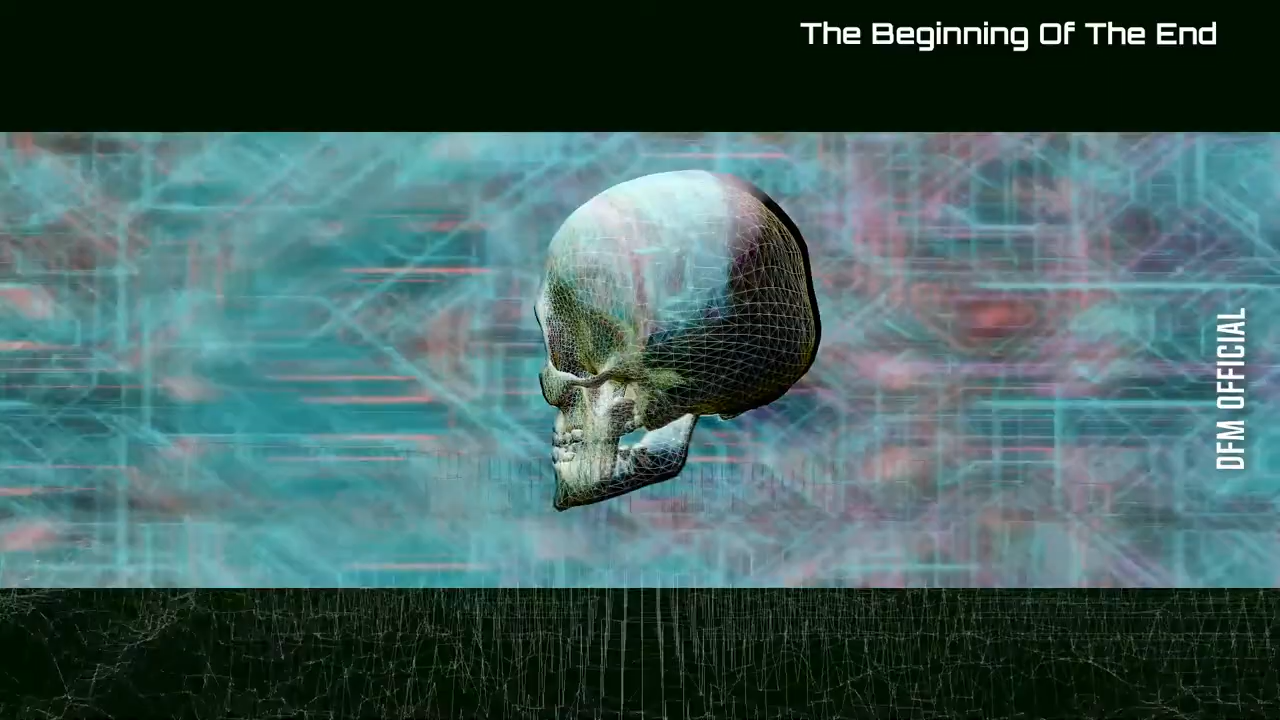 The Beginning Of The End
DFM OFFICIAL